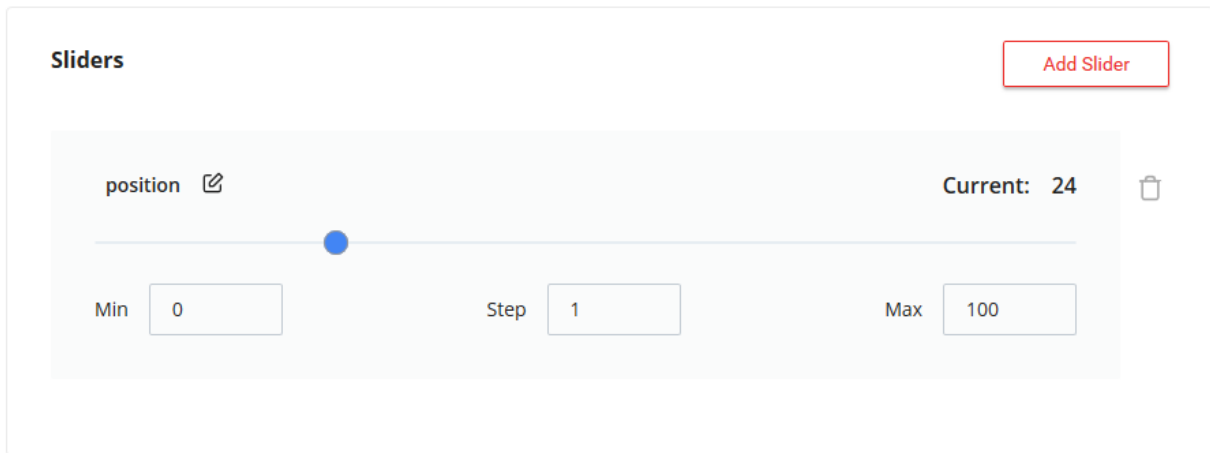 Sliders
Add Slider
position
Current: 24
Min 0 Step 1 Max 100